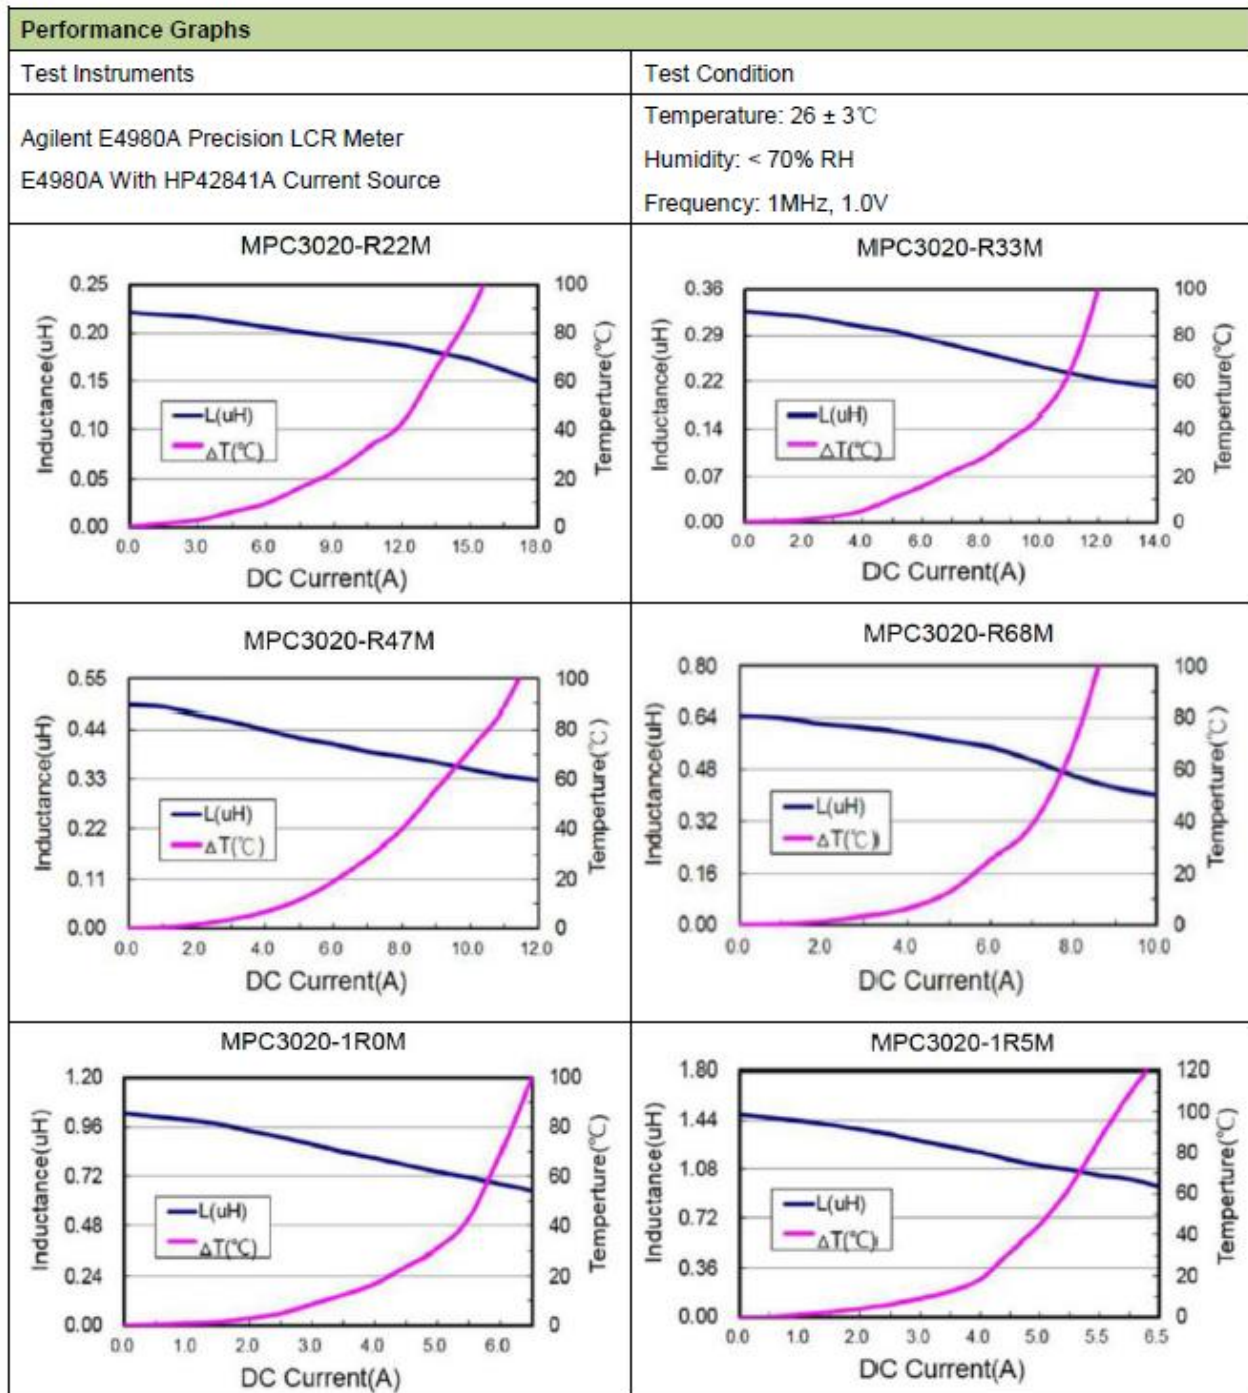 Performance Graphs
Test Instruments
Test Condition
Agilent E4980A Precision LCR Meter
E4980A With HP42841A Current Source
Temperature: 26 ± 3℃
Humidity: < 70% RH
Frequency: 1MHz, 1.0V
MPC3020-R22M
Inductance(uH)
0.25
0.20
0.15
0.10
0.05
0.00
L(uH)
△T(℃)
100
80
60
40
20
0
Temperture(℃)
0.0 3.0 6.0 9.0 12.0 15.0 18.0
DC Current(A)
MPC3020-R33M
Inductance(uH)
0.36
0.29
0.22
0.14
0.07
0.00
L(uH)
△T(℃)
100
80
60
40
20
0
Temperture(℃)
0.0 2.0 4.0 6.0 8.0 10.0 12.0 14.0
DC Current(A)
MPC3020-R47M
Inductance(uH)
0.55
0.44
0.33
0.22
0.11
0.00
L(uH)
△T(℃)
100
80
60
40
20
0
Temperture(℃)
0.0 2.0 4.0 6.0 8.0 10.0 12.0
DC Current(A)
MPC3020-R68M
Inductance(uH)
0.80
0.64
0.48
0.32
0.16
0.00
L(uH)
△T(℃)
100
80
60
40
20
0
Temperture(℃)
0.0 2.0 4.0 6.0 8.0 10.0
DC Current(A)
MPC3020-1R0M
Inductance(uH)
1.20
0.96
0.72
0.48
0.24
0.00
L(uH)
△T(℃)
100
80
60
40
20
0
Temperture(℃)
0.0 1.0 2.0 3.0 4.0 5.0 6.0
DC Current(A)
MPC3020-1R5M
Inductance(uH)
1.80
1.44
1.08
0.72
0.36
0.00
L(uH)
△T(℃)
120
100
80
60
40
20
0
Temperture(℃)
0.0 1.0 2.0 3.0 4.0 5.0 5.5 6.5
DC Current(A)